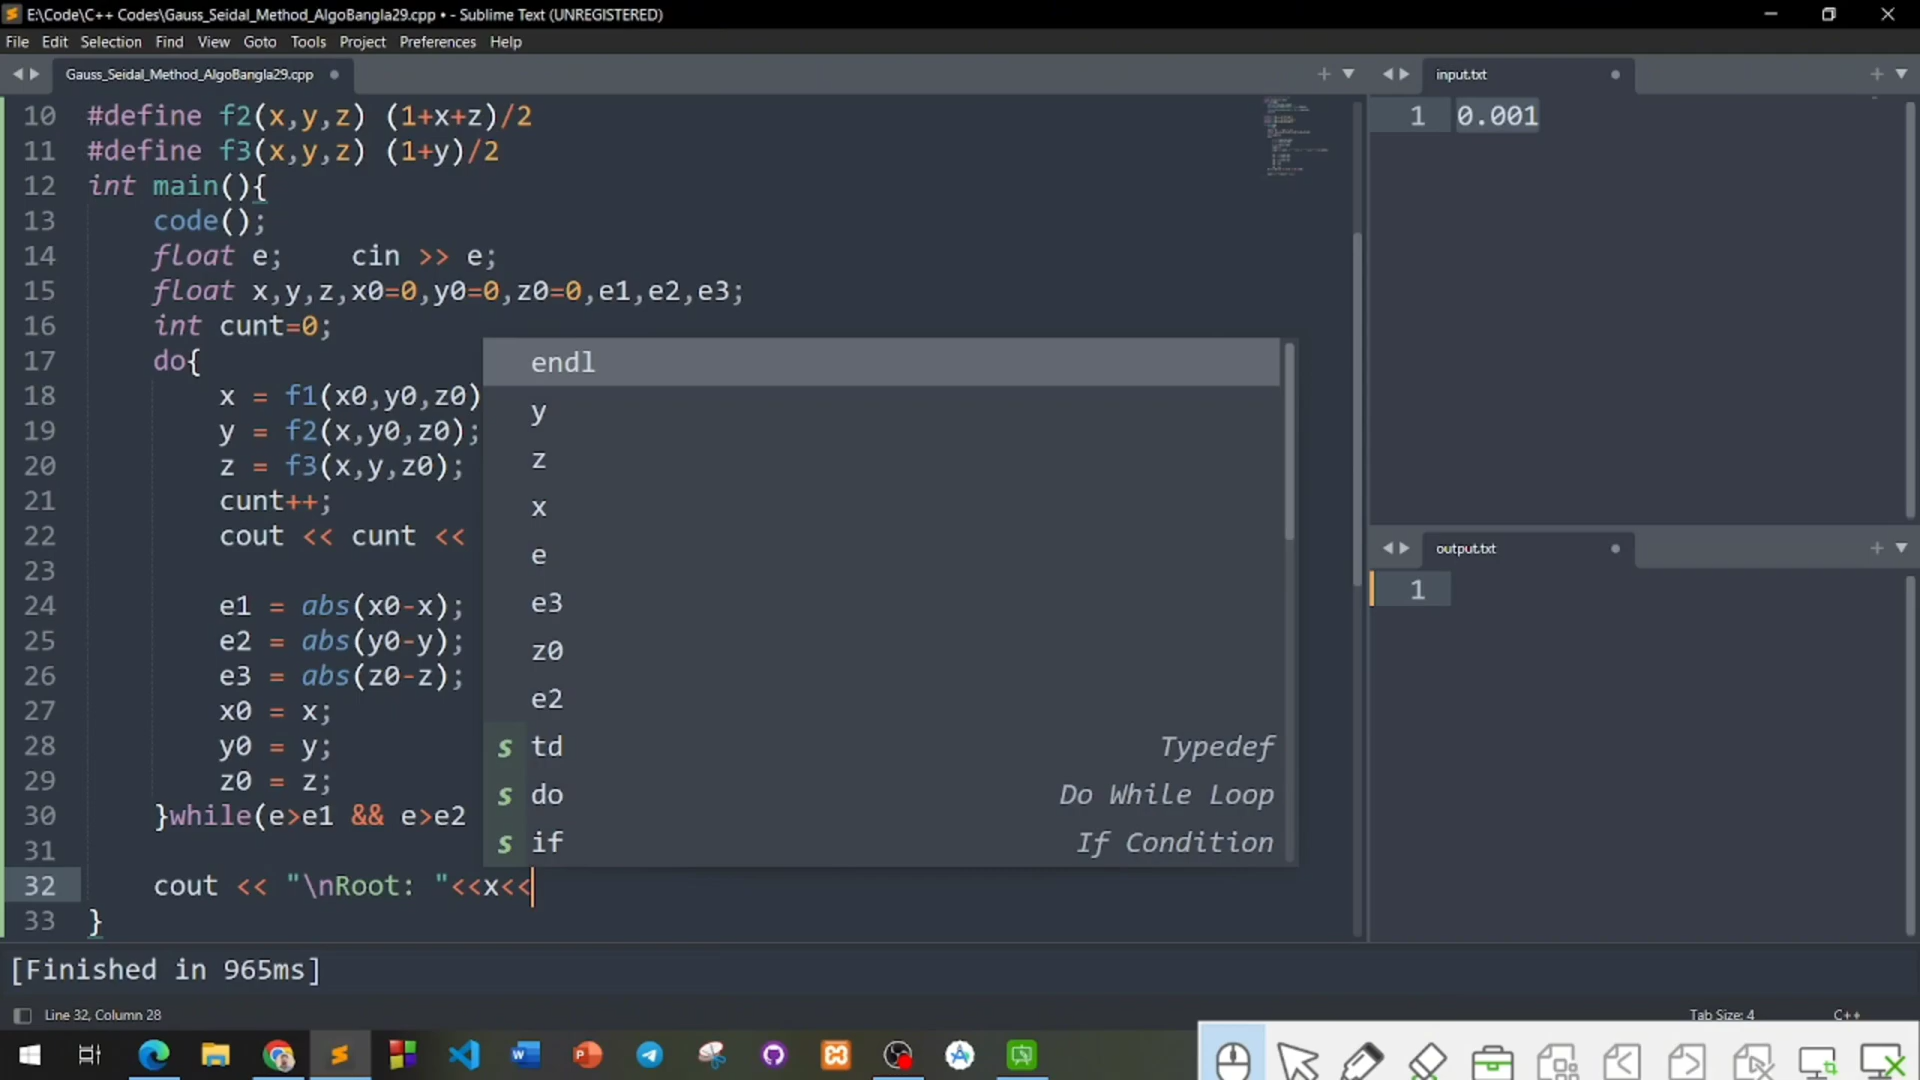 E:\Code\C++ Codes\Gauss_Seidal_Method_AlgoBangla29.cpp • - Sublime Text (UNREGISTERED)
File Edit Selection Find View Goto Tools Project Preferences Help
Gauss_Seidal_Method_AlgoBangla29.cpp
10 #define f2(x,y,z) (1+x+z)/2
11 #define f3(x,y,z) (1+y)/2
12 int main(){
13 code();
14 float e; cin >> e;
15 float x,y,z,x0=0,y0=0,z0=0,e1,e2,e3;
16 int cunt=0;
17 do{
18 x = f1(x0,y0,z0)
19 y = f2(x,y0,z0);
20 z = f3(x,y,z0);
21 cunt++;
22 cout << cunt <<
23
24 e1 = abs(x0-x);
25 e2 = abs(y0-y);
26 e3 = abs(z0-z);
27 x0 = x;
28 y0 = y;
29 z0 = z;
30 }while(e>e1 && e>e2
31
32 cout << "\nRoot: "<<x<<
33 }
endl
y
z
x
e
e3
z0
e2
s td Typedef
s do Do While Loop
s if If Condition
input.txt
1 0.001
output.txt
1
[Finished in 965ms]
Line 32, Column 28
Tab Size: 4 C++